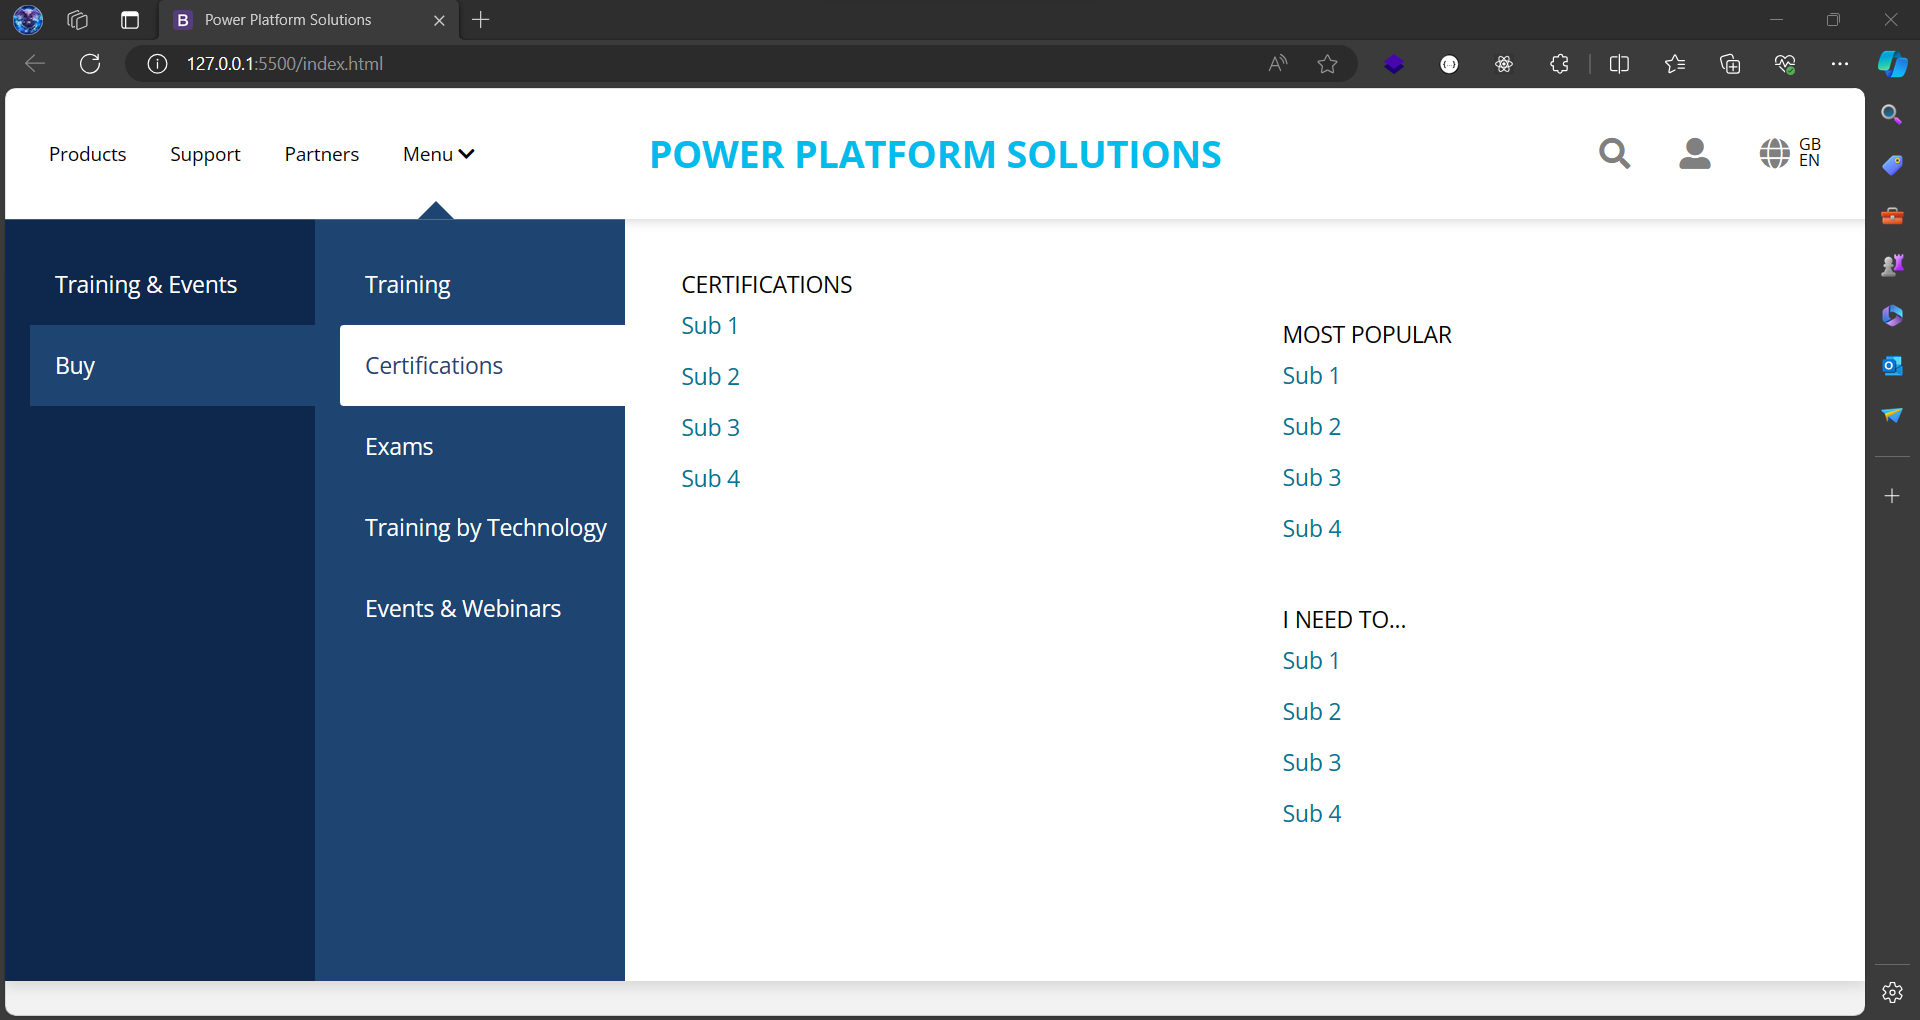 Power Platform Solutions
127.0.0.1:5500/index.html
Products Support Partners Menu
POWER PLATFORM SOLUTIONS
GB
EN
Training & Events
Buy
Training
Certifications
Exams
Training by Technology
Events & Webinars
CERTIFICATIONS
Sub 1
Sub 2
Sub 3
Sub 4
MOST POPULAR
Sub 1
Sub 2
Sub 3
Sub 4
I NEED TO...
Sub 1
Sub 2
Sub 3
Sub 4